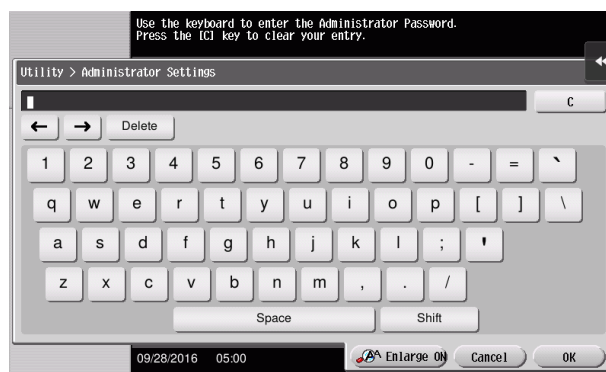 Use the keyboard to enter the Administrator Password.
Press the [C] key to clear your entry.
Utility > Administrator Settings
C
← → Delete
1 2 3 4 5 6 7 8 9 0 - = `
q w e r t y u i o p [ ] \
a s d f g h j k l ; '
z x c v b n m , . /
Space Shift
09/28/2016 05:00 Enlarge ON Cancel OK